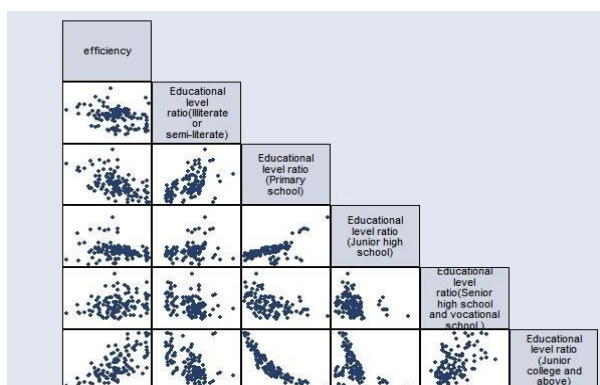 efficiency
Educational
level
ratio(Illiterate
or
semi-literate)
Educational
level ratio
(Primary
school)
Educational
level ratio
(Junior high
school)
Educational
level
ratio(Senior
high school
and vocational
school )
Educational
level ratio
(Junior
college and
above)